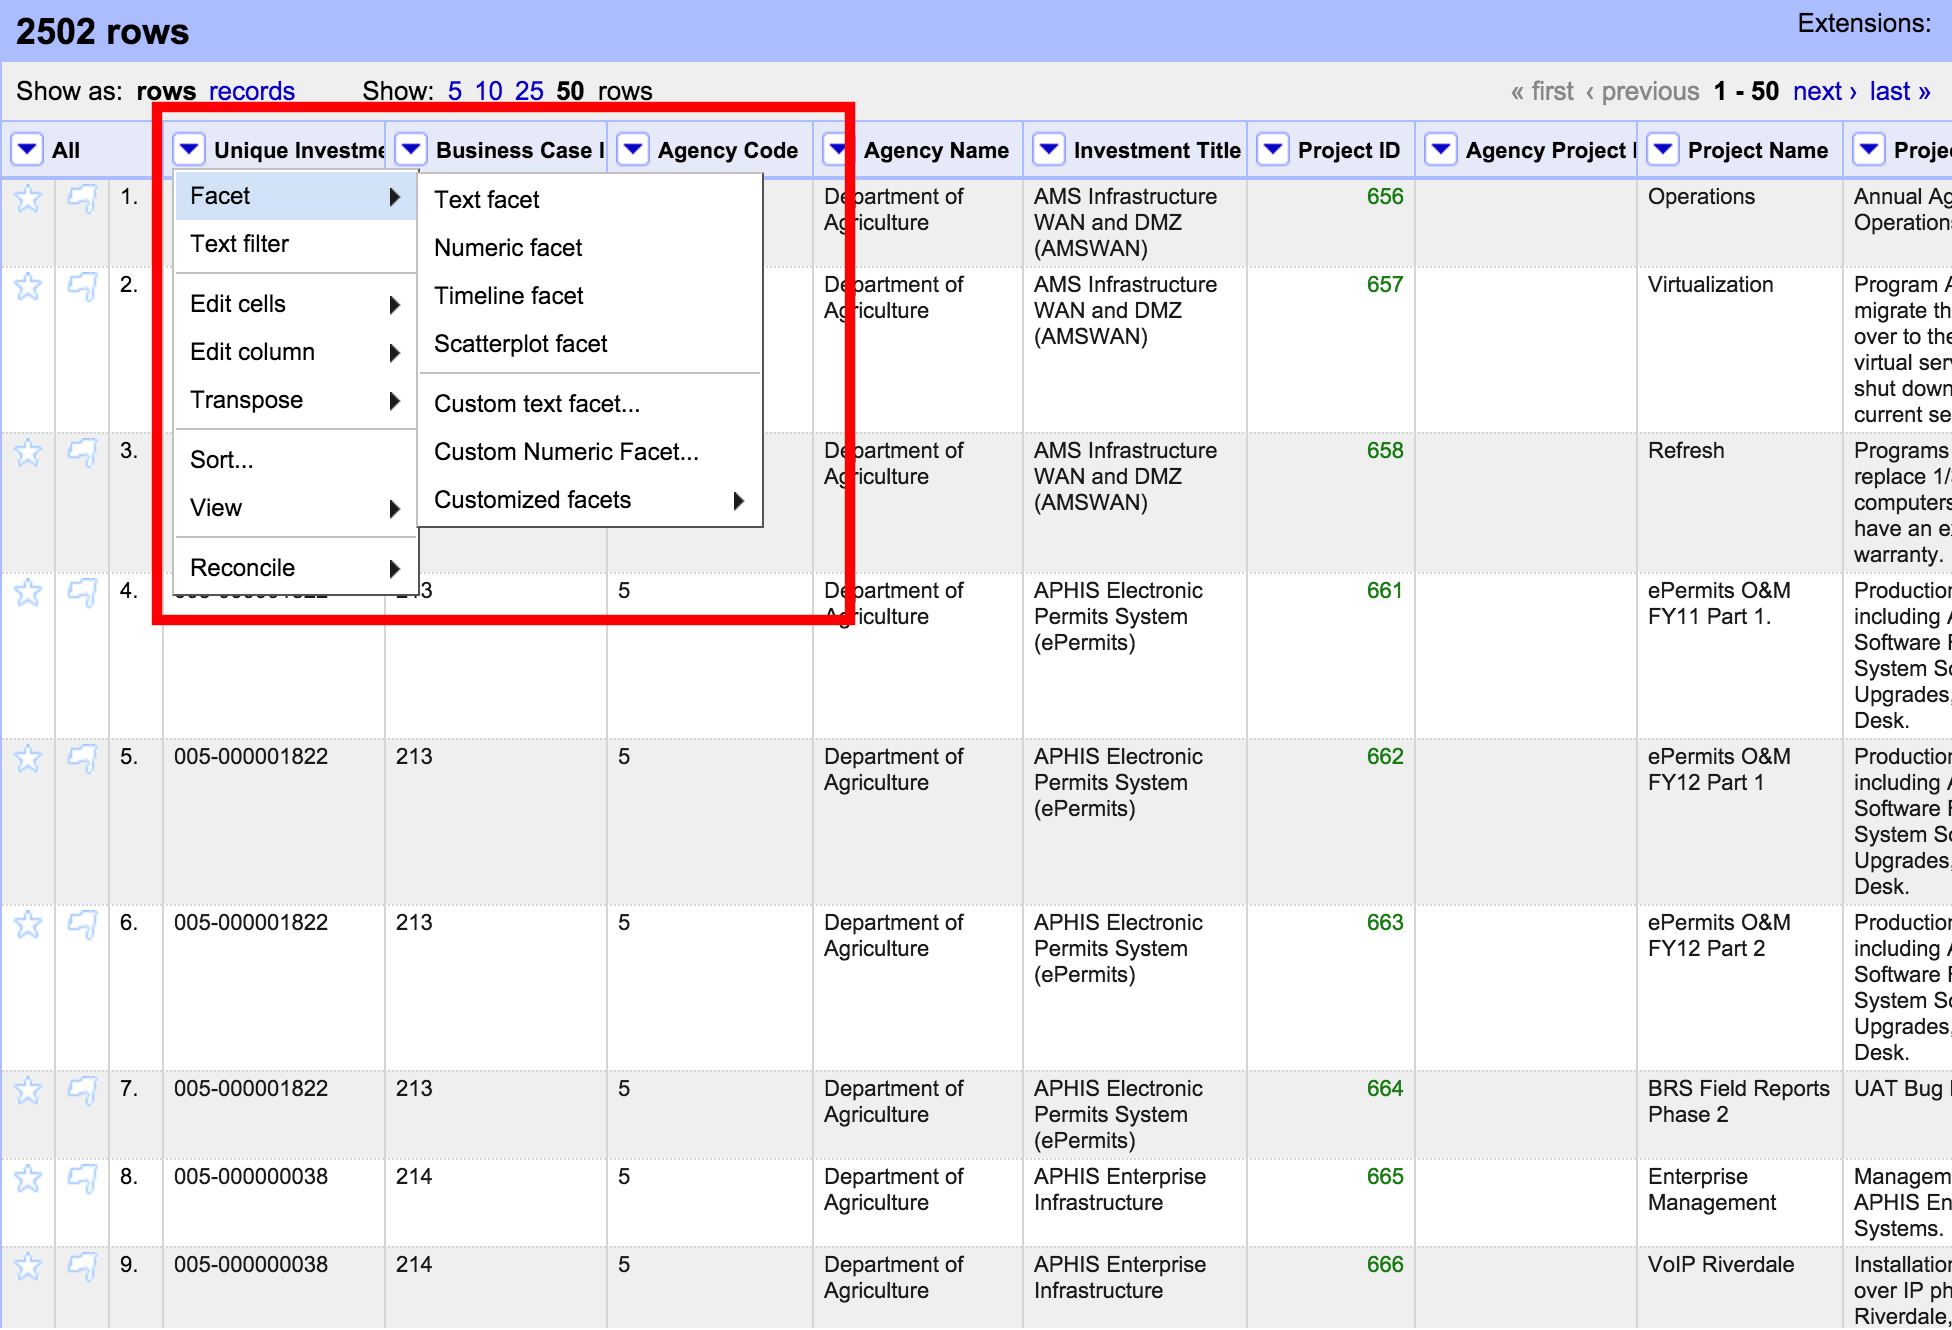 2502 rows
Extensions:
Show as: rows records Show: 5 10 25 50 rows
« first ‹ previous 1 - 50 next › last »
All Unique Investme Business Case I Agency Code Agency Name Investment Title Project ID Agency Project Project Name Proje
Facet
Text filter
Edit cells
Edit column
Transpose
Sort...
View
Reconcile
Text facet
Numeric facet
Timeline facet
Scatterplot facet
Custom text facet...
Custom Numeric Facet...
Customized facets
1.
Department of
Agriculture
AMS Infrastructure
WAN and DMZ
(AMSWAN)
656
Operations
Annual Ag
Operations
2.
Department of
Agriculture
AMS Infrastructure
WAN and DMZ
(AMSWAN)
657
Virtualization
Program A
migrate th
over to the
virtual serv
shut down
current se
3.
Department of
Agriculture
AMS Infrastructure
WAN and DMZ
(AMSWAN)
658
Refresh
Programs
replace 1/
computers
have an e
warranty.
4.
5
Department of
Agriculture
APHIS Electronic
Permits System
(ePermits)
661
ePermits O&M
FY11 Part 1.
Production
including A
Software
System So
Upgrades,
Desk.
5.
005-000001822
213
5
Department of
Agriculture
APHIS Electronic
Permits System
(ePermits)
662
ePermits O&M
FY12 Part 1
Production
including A
Software
System So
Upgrades,
Desk.
6.
005-000001822
213
5
Department of
Agriculture
APHIS Electronic
Permits System
(ePermits)
663
ePermits O&M
FY12 Part 2
Production
including A
Software
System So
Upgrades,
Desk.
7.
005-000001822
213
5
Department of
Agriculture
APHIS Electronic
Permits System
(ePermits)
664
BRS Field Reports
Phase 2
UAT Bug
8.
005-000000038
214
5
Department of
Agriculture
APHIS Enterprise
Infrastructure
665
Enterprise
Management
Managem
APHIS En
Systems.
9.
005-000000038
214
5
Department of
Agriculture
APHIS Enterprise
Infrastructure
666
VoIP Riverdale
Installation
over IP ph
Riverdale,